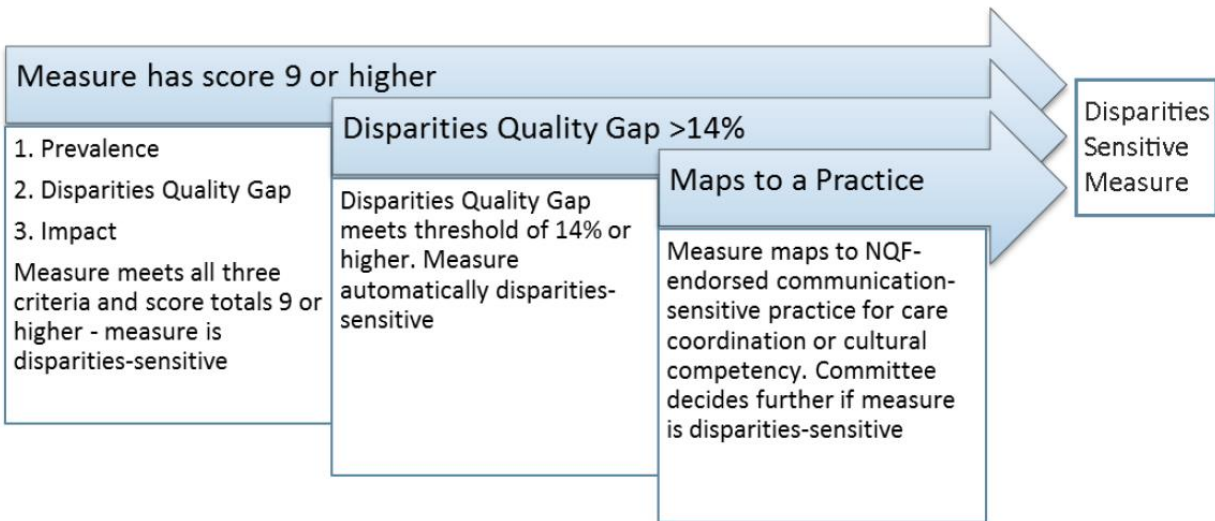 Measure has score 9 or higher
1. Prevalence
2. Disparities Quality Gap
3. Impact
Measure meets all three
criteria and score totals 9 or
higher - measure is
disparities-sensitive
Disparities Quality Gap >14%
Disparities Quality Gap
meets threshold of 14% or
higher. Measure
automatically disparities-
sensitive
Maps to a Practice
Measure maps to NQF-
endorsed communication-
sensitive practice for care
coordination or cultural
competency. Committee
decides further if measure
is disparities-sensitive
Disparities
Sensitive
Measure